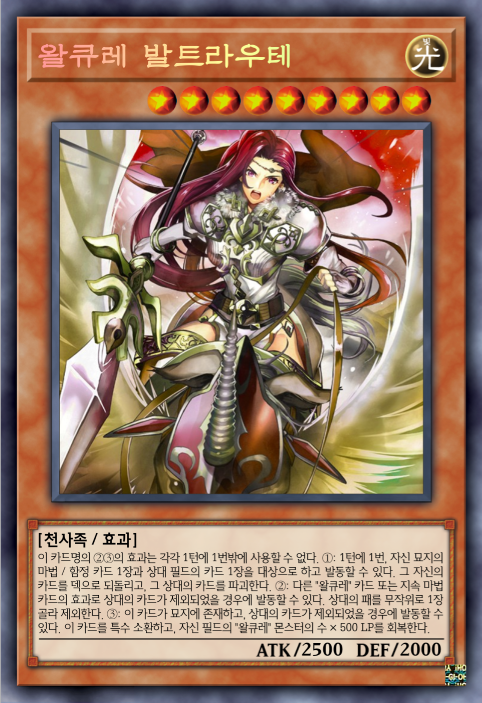 왈큐레 발트라우테
빛
光
[천사족 / 효과]
이 카드명의 ②③의 효과는 각각 1턴에 1번밖에 사용할 수 없다. ①: 1턴에 1번, 자신 묘지의
마법 / 함정 카드 1장과 상대 필드의 카드 1장을 대상으로 하고 발동할 수 있다. 그 자신의
카드를 덱으로 되돌리고, 그 상대의 카드를 파괴한다. ②: 다른 "왈큐레" 카드 또는 지속 마법
카드의 효과로 상대의 카드가 제외되었을 경우에 발동할 수 있다. 상대의 패를 무작위로 1장
골라 제외한다. ③: 이 카드가 묘지에 존재하고, 상대의 카드가 제외되었을 경우에 발동할 수
있다. 이 카드를 특수 소환하고, 자신 필드의 "왈큐레" 몬스터의 수 × 500 LP를 회복한다.
ATK/2500 DEF/2000